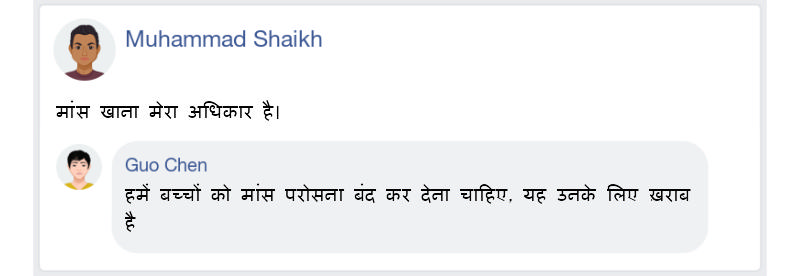 Muhammad Shaikh
मांस खाना मेरा अधिकार है।
Guo Chen
हमें बच्चों को मांस परोसना बंद कर देना चाहिए, यह उनके लिए ख़राब
है